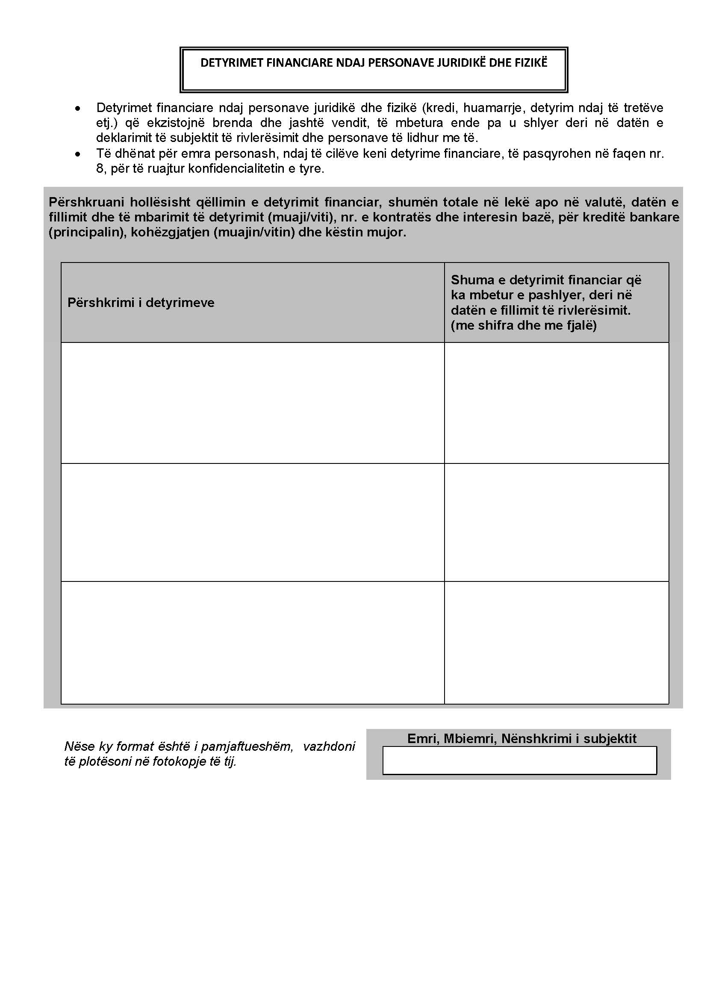 DETYRIMET FINANCIARE NDAJ PERSONAVE JURIDIKË DHE FIZIKË
• Detyrimet financiare ndaj personave juridikë dhe fizikë (kredi, huamarrje, detyrim ndaj të tretëve
etj.) që ekzistojnë brenda dhe jashtë vendit, të mbetura ende pa u shlyer deri në datën e
deklarimit të subjektit të rivlerësimit dhe personave të lidhur me të.
• Të dhënat për emra personash, ndaj të cilëve keni detyrime financiare, të pasqyrohen në faqen nr.
8, për të ruajtur konfidencialitetin e tyre.
Përshkruani hollësisht qëllimin e detyrimit financiar, shumën totale në lekë apo në valutë, datën e
fillimit dhe të mbarimit të detyrimit (muaji/viti), nr. e kontratës dhe interesin bazë, për kreditë bankare
(principalin), kohëzgjatjen (muajin/vitin) dhe këstin mujor.
Përshkrimi i detyrimeve
Shuma e detyrimit financiar që
ka mbetur e pashlyer, deri në
datën e fillimit të rivlerësimit.
(me shifra dhe me fjalë)
Nëse ky format është i pamjaftueshëm, vazhdoni
të plotësoni në fotokopje të tij.
Emri, Mbiemri, Nënshkrimi i subjektit